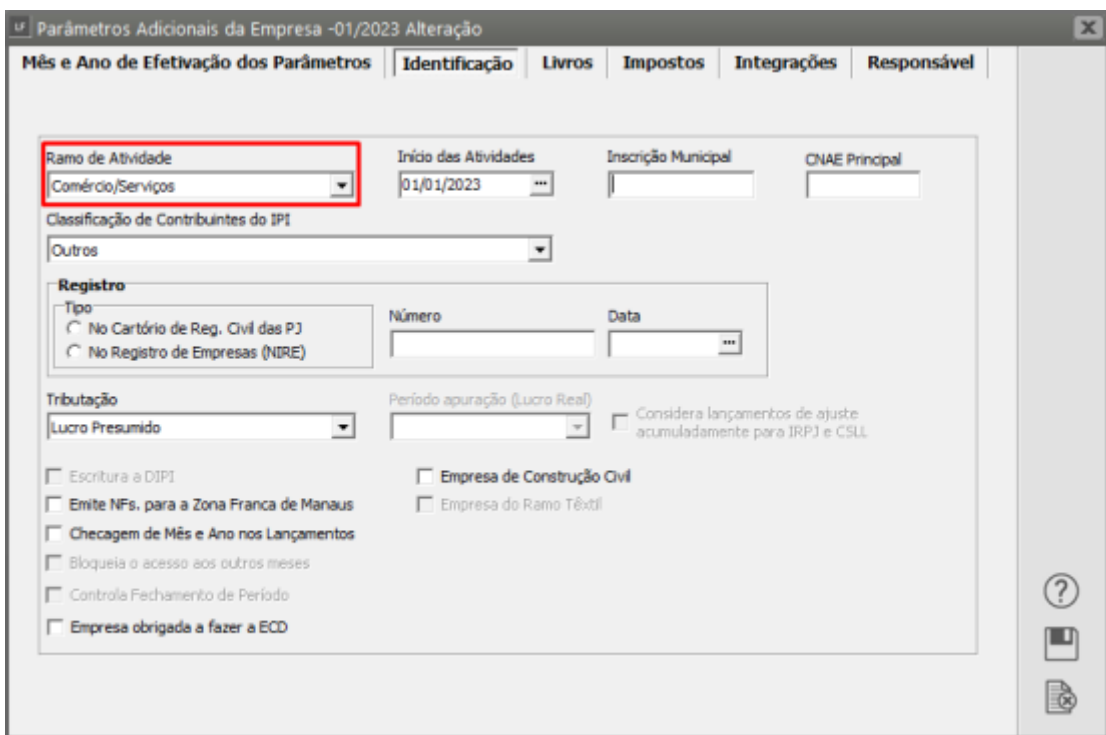 LF Parâmetros Adicionais da Empresa -01/2023 Alteração
Mês e Ano de Efetivação dos Parâmetros Identificação Livros Impostos Integrações Responsável
Ramo de Atividade Início das Atividades Inscrição Municipal CNAE Principal
Comércio/Serviços 01/01/2023 ...
Classificação de Contribuintes do IPI
Outros
Registro
Tipo
No Cartório de Reg. Civil das PJ Número Data
No Registro de Empresas (NIRE) ...
Tributação Período apuração (Lucro Real)
Lucro Presumido Considera lançamentos de ajuste
acumuladamente para IRPJ e CSLL
Escritura a DIPI Empresa de Construção Civil
Emite NFs. para a Zona Franca de Manaus Empresa do Ramo Têxtil
Checagem de Mês e Ano nos Lançamentos
Bloqueia o acesso aos outros meses
Controla Fechamento de Período
Empresa obrigada a fazer a ECD
?